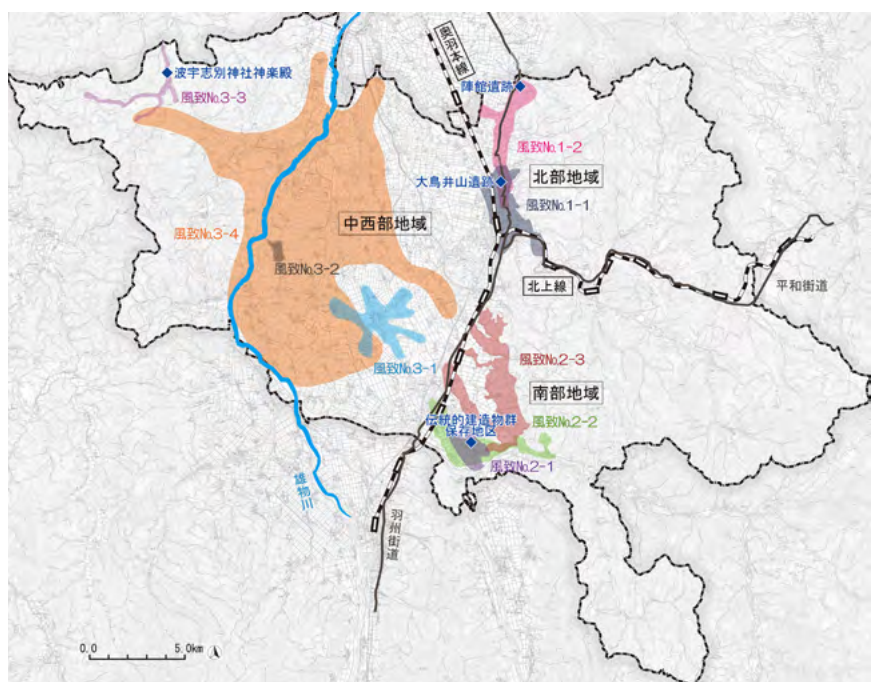 奥羽本線
波宇志別神社神楽殿
陣館遺跡
風致No.3-3
風致No.1-2
大鳥井山遺跡
北部地域
風致No.1-1
中西部地域
風致No.3-4
風致No.3-2
北上線
平和街道
風致No.3-1
風致No.2-3
南部地域
伝統的建造物群
保存地区
風致No.2-2
風致No.2-1
雄物川
羽州街道
0.0
5.0km